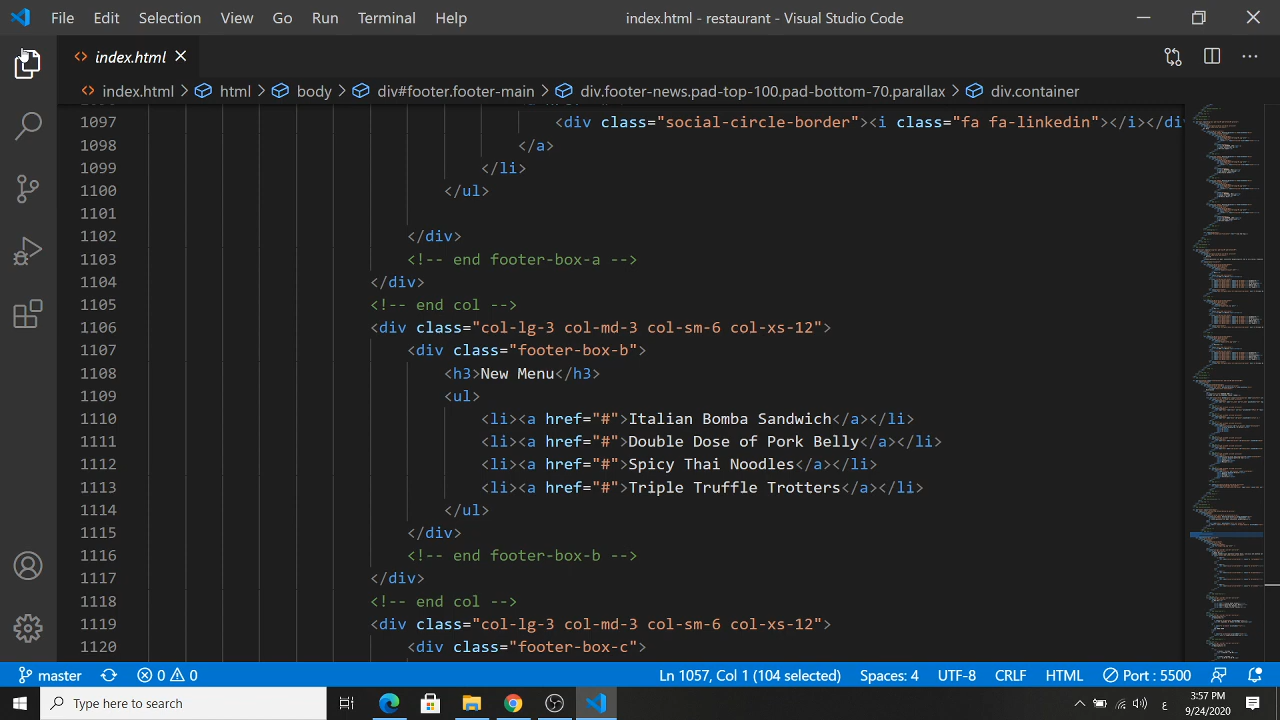 File Edit Selection View Go Run Terminal Help index.html - restaurant - Visual Studio Code
index.html
index.html > html > body > div#footer.footer-main > div.footer-news.pad-top-100.pad-bottom-70.parallax > div.container
1097 <div class="social-circle-border"><i class="fa fa-linkedin"></i></div
1098 </a>
1099 </li>
1100 </ul>
1101
1102 </div>
1103 <!-- end footer-box-a -->
1104 </div>
1105 <!-- end col -->
1106 <div class="col-lg-3 col-md-3 col-sm-6 col-xs-12">
1107 <div class="footer-box-b">
1108 <h3>New Menu</h3>
1109 <ul>
1110 <li><a href="#">Italian Bomba Sandwich</a></li>
1111 <li><a href="#">Double Dose of Pork Belly</a></li>
1112 <li><a href="#">Spicy Thai Noodles</a></li>
1113 <li><a href="#">Triple Truffle Trotters</a></li>
1114 </ul>
1115 </div>
1116 <!-- end footer-box-b -->
1117 </div>
1118 <!-- end col -->
1119 <div class="col-lg-3 col-md-3 col-sm-6 col-xs-12">
1120 <div class="footer-box-c">
master 0 0 Ln 1057, Col 1 (104 selected) Spaces: 4 UTF-8 CRLF HTML Port : 5500
Type here to search ع 3:57 PM
9/24/2020